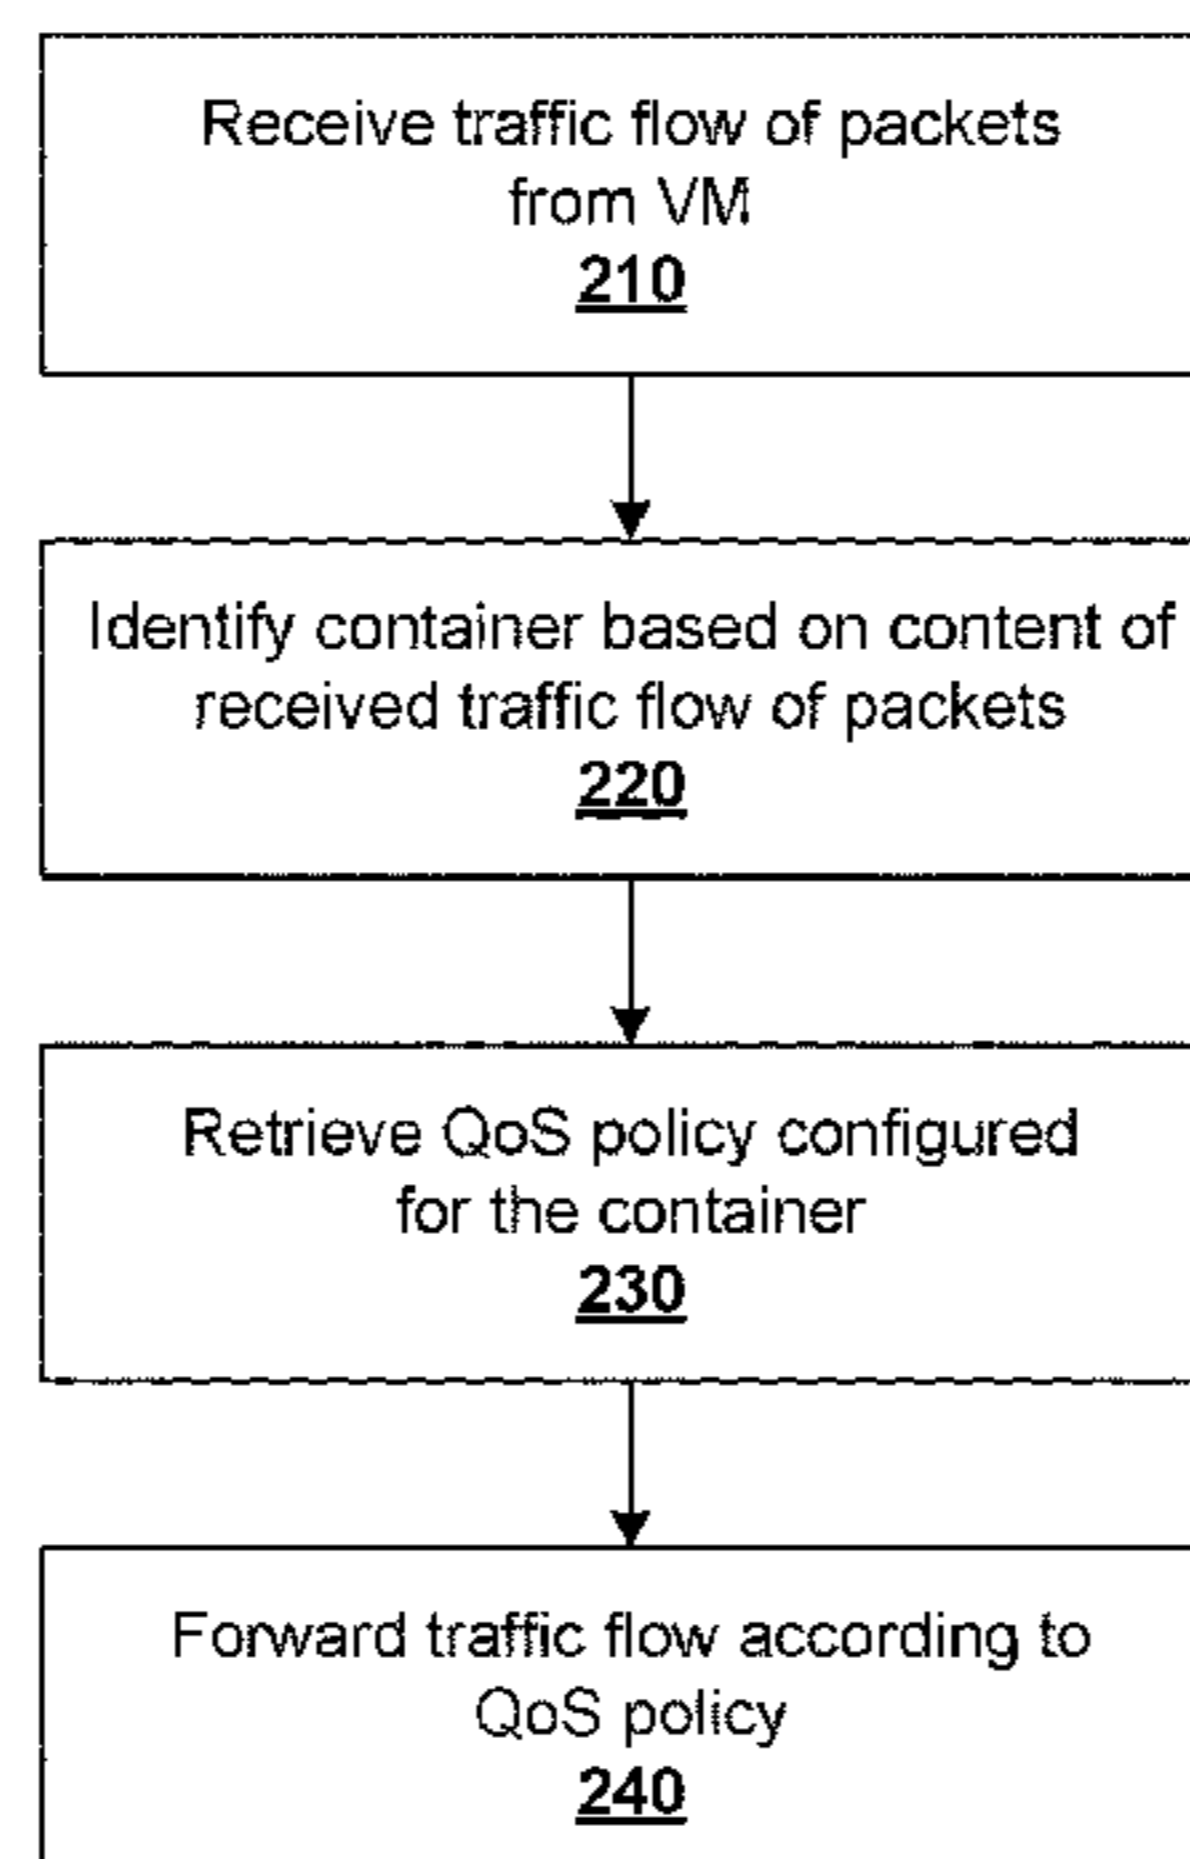 Receive traffic flow of packets
from VM
210
Identify container based on content of
received traffic flow of packets
220
Retrieve QoS policy configured
for the container
230
Forward traffic flow according to
QoS policy
240